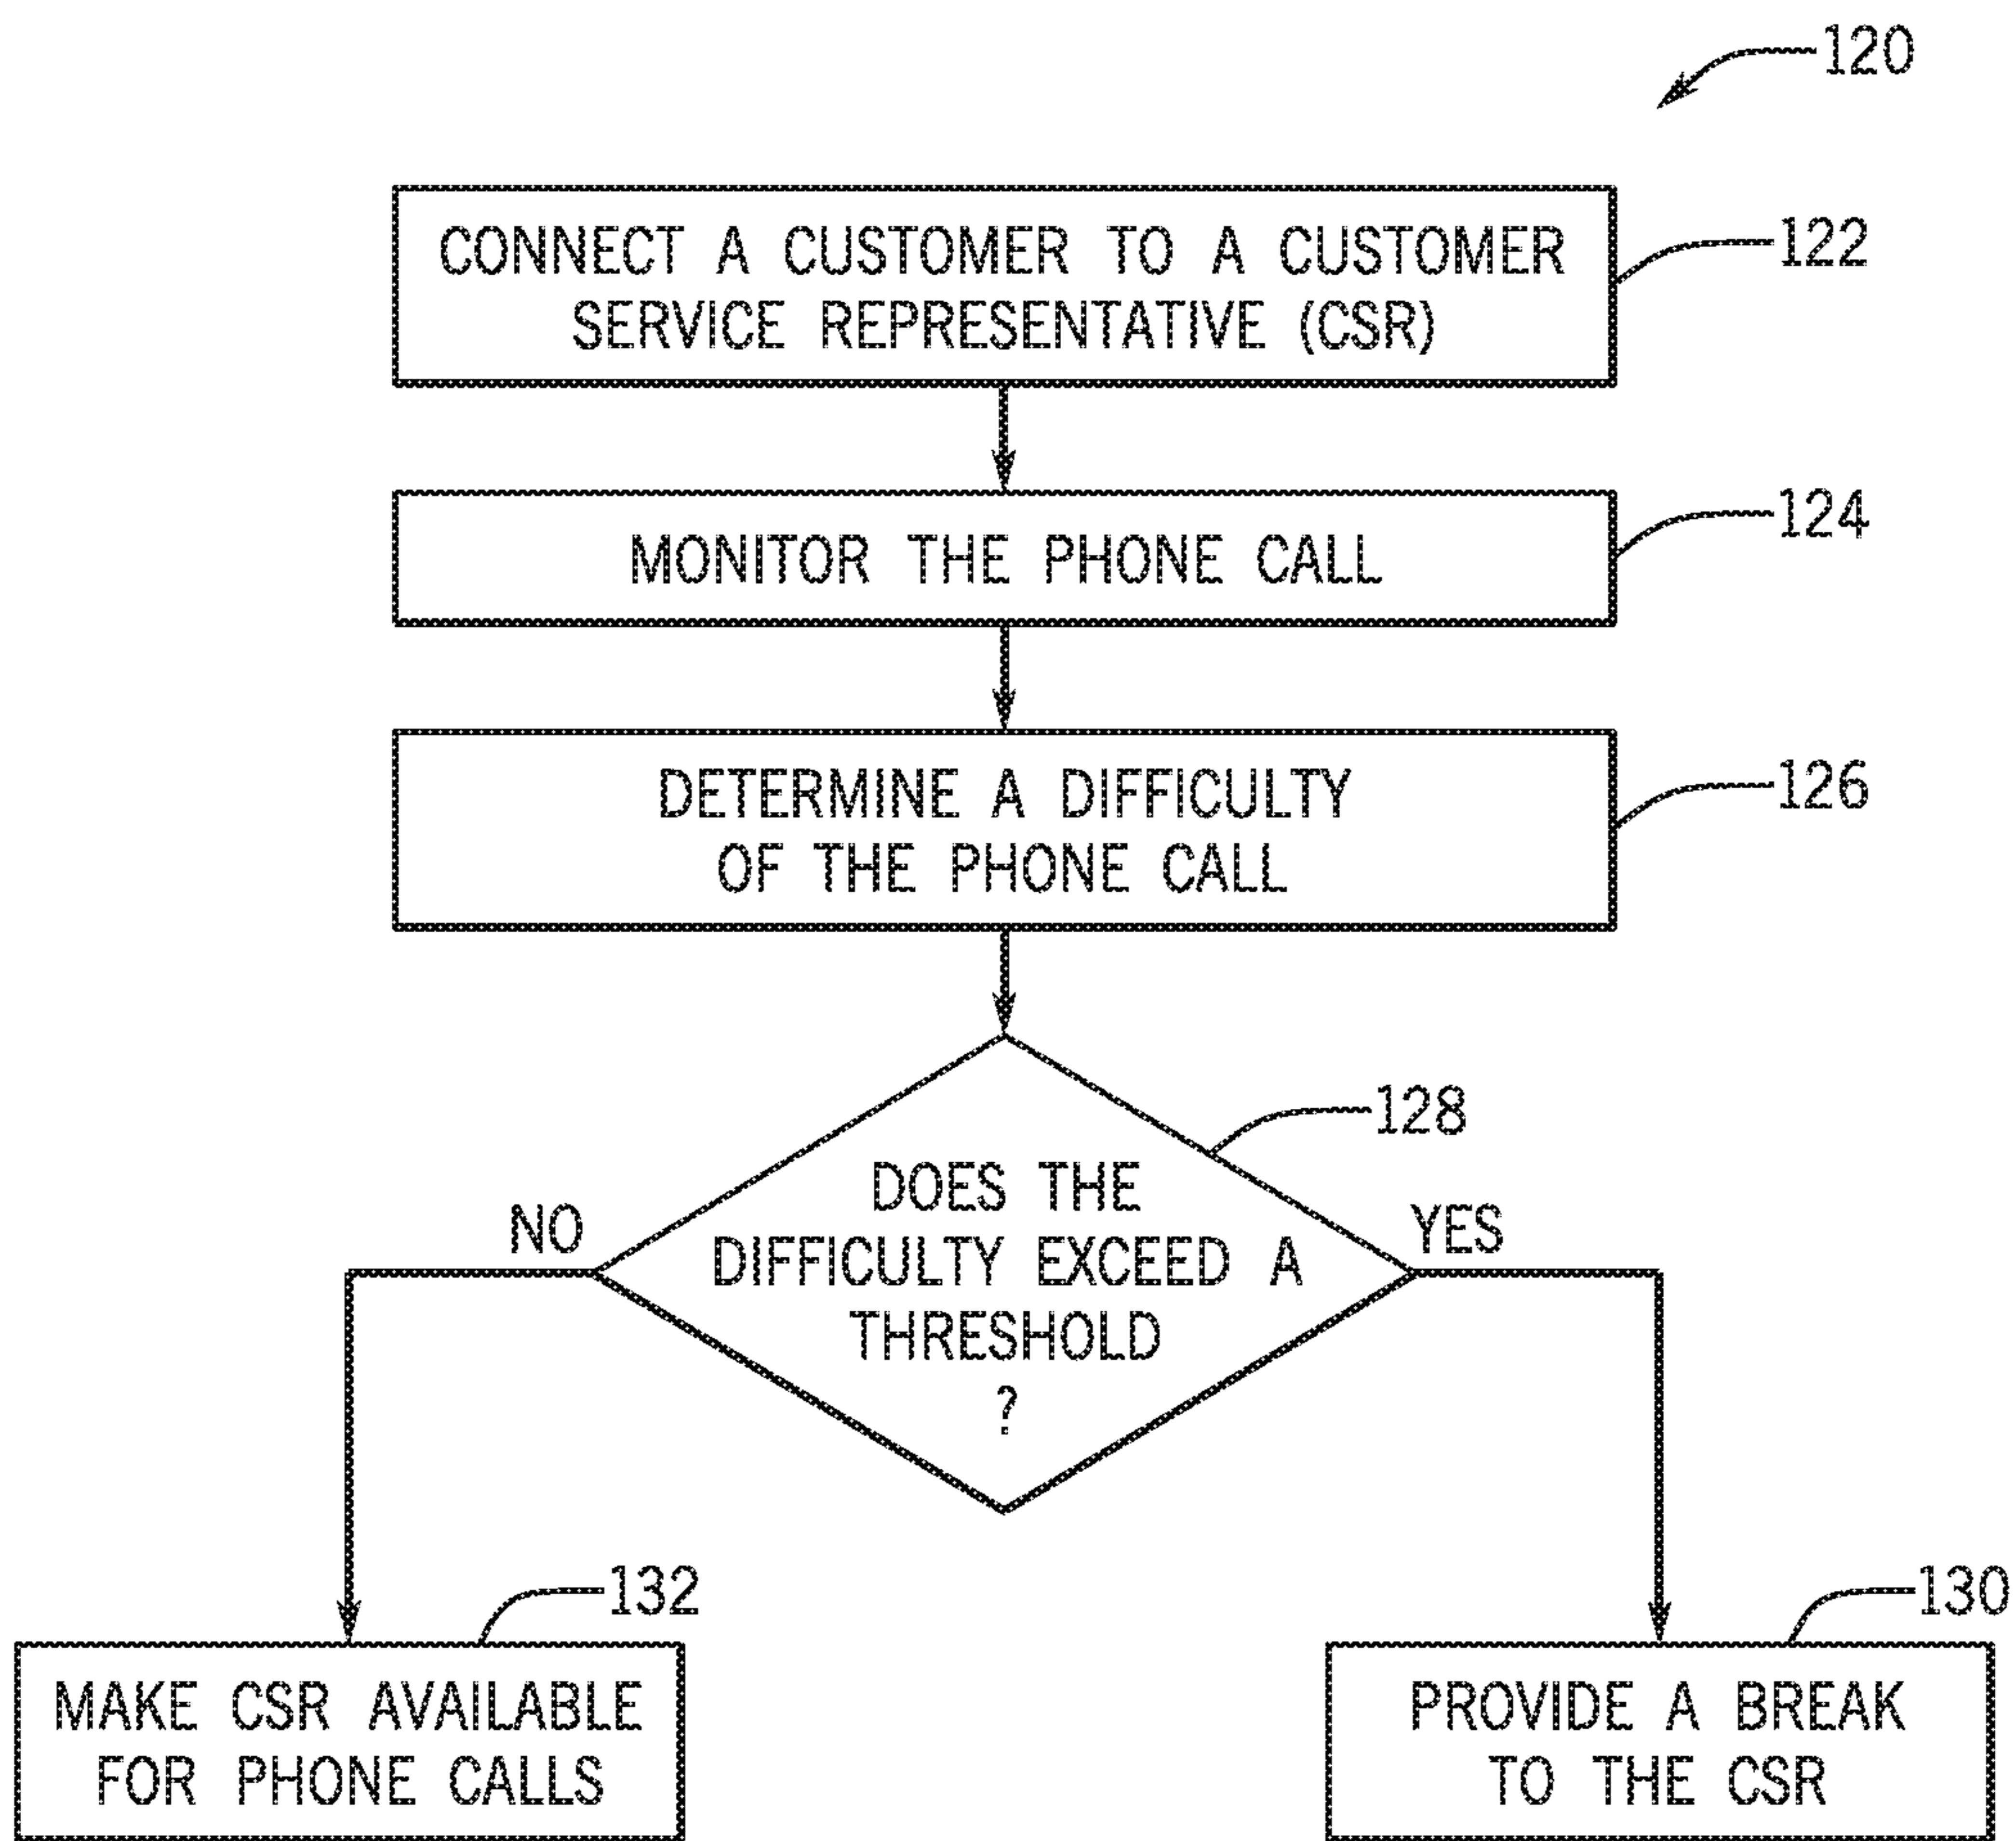 120
CONNECT A CUSTOMER TO A CUSTOMER
SERVICE REPRESENTATIVE (CSR)
122
MONITOR THE PHONE CALL
124
DETERMINE A DIFFICULTY
OF THE PHONE CALL
126
128
DOES THE
DIFFICULTY EXCEED A
THRESHOLD
?
NO
YES
132
MAKE CSR AVAILABLE
FOR PHONE CALLS
130
PROVIDE A BREAK
TO THE CSR